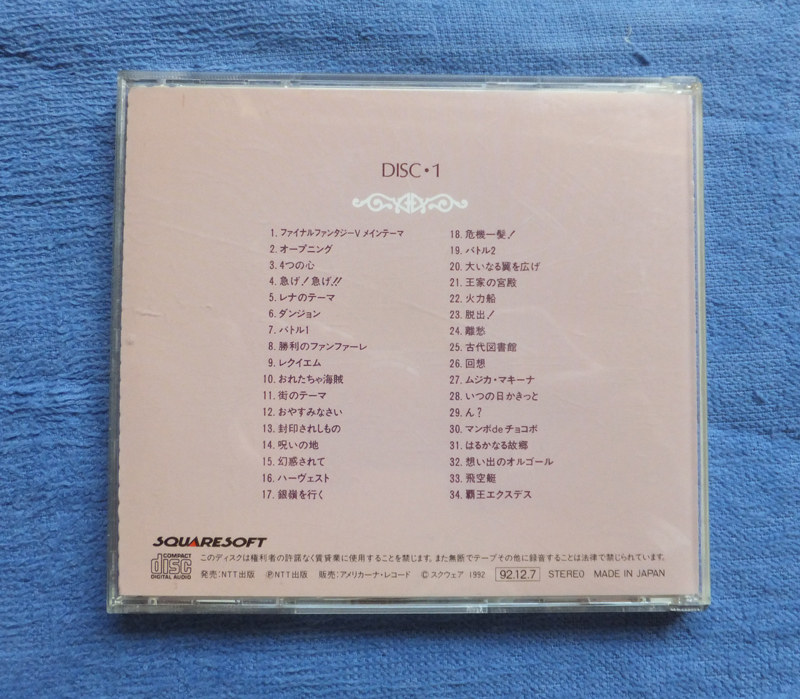 DISC・1
1. ファイナルファンタジーV メインテーマ
2. オープニング
3. 4つの心
4. 急げ!急げ!!
5. レナのテーマ
6. ダンジョン
7. バトル1
8. 勝利のファンファーレ
9. レクイエム
10. おれたちゃ海賊
11. 街のテーマ
12. おやすみなさい
13. 封印されしもの
14. 呪いの地
15. 幻惑されて
16. ハーヴェスト
17. 銀嶺を行く
18. 危機一髪!
19. バトル2
20. 大いなる翼を広げ
21. 王家の宮殿
22. 火力船
23. 脱出!
24. 離愁
25. 古代図書館
26. 回想
27. ムジカ・マキーナ
28. いつの日かきっと
29. ん?
30. マンボdeチョコボ
31. はるかなる故郷
32. 想い出のオルゴール
33. 飛空艇
34. 覇王エクスデス
SQUARESOFT
COMPACT
disc
DIGITAL AUDIO
このディスクは権利者の許諾なく賃貸業に使用することを禁じます。また無断でテープその他に録音することは法律で禁じられています。
発売:NTT出版 ℗NTT出版 販売:アメリカーナ・レコード ©スクウェア 1992 92.12.7 STEREO MADE IN JAPAN